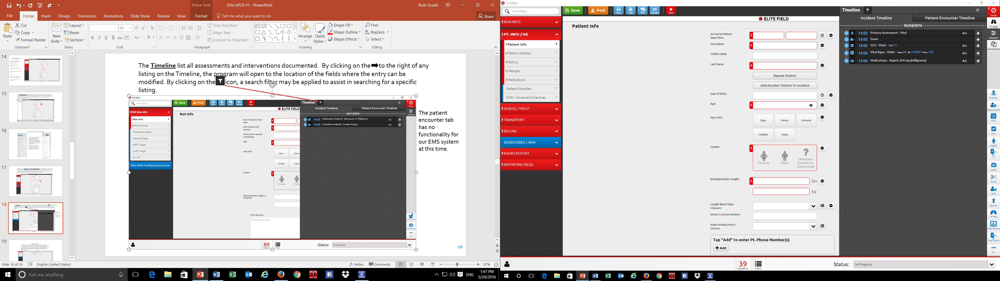 Picture Tools
Elite ePCR V1 - PowerPoint
Ruth Grubb
File
Home
Insert
Design
Transitions
Animations
Slide Show
Review
View
Format
Tell me what you want to do
Share
Paste
Cut
Copy
Format Painter
Clipboard
New
Slide
Layout
Reset
Section
Slides
16
Font
Text Direction
Align Text
Convert to SmartArt
Paragraph
Arrange
Quick
Styles
Shape Fill
Shape Outline
Shape Effects
Drawing
Find
Replace
Select
Editing
14
15
16
17
18
19
The Timeline list all assessments and interventions documented. By clicking on the to the right of any
listing on the Timeline, the program will open to the location of the fields where the entry can be
modified. By clicking on the icon, a search filter may be applied to assist in searching for a specific
listing.
Incident
Find field...
Save
Post
Print
CAD
EKG
Transfers
Close
ELITE FIELD
Timeline
Times
Incident Timeline
Patient Encounter Timeline
Timeline
05/11/2016
14:03 Medication Ordered - Adenosine 12 Milligrams S.G.
14:03 Procedure Ordered - Cardiac Pacing S.G.
! BHR Run Info
! Run Info
! BH Personnel
Treatment Orders
Trauma Triage
SNRC Triage
CVRC Triage
911 IFT
Elite eBHR Feedback/Questions
Run Info
Base Hospital Contact
Date:
EMS Vehicle (Unit)
Number:
Field Incident Number
(Verbalized):
Age:
Age Units:
Days
Hours
Months
Years
Gender:
Female
Male
Estimated Body Weight in
Kilograms:
MICN Narrative:
Start typing here...
Med Order
Procedure
All
89
Validation
Menu
Status:
In Progress
The patient
encounter tab
has no
functionality for
our EMS system
at this time.
18
Slide 18 of 30
English (United States)
Notes
Comments
87%
Ask me anything
ENG
1:47 PM
5/24/2016
Incident
Find field...
Save
Post
Print
CAD
EKG
Transfers
Close
ELITE FIELD
! RUN INFO
! PT. INFO / HX
! Patient Info
! Patient Address
! History
! Allergies
! Medications
Patient Physician
DNR / Advanced Directives
! ASSESS / TREAT
! TRANSPORT
! BILLING
SIGNATURES / AMA
! RADIO REPORT
! REPORTING REQS
Patient Info
Arrived at Patient
Date/Time:
First Name:
Middle Initial:
Last Name:
Repeat Patient
Add Another Patient To Incident
Date of Birth:
Age:
Age Units:
Days
Hours
Minutes
Months
Years
Gender:
Female
Male
?
Unknown
(Unable to
Determine)
Estimated Body Weight :
lbs
kg
Length Based Tape
Measure:
Driver's License Number:
State Issuing Driver's
License:
Tap "Add" to enter Pt. Phone Number(s)
Add
Timeline
Incident Timeline
Patient Encounter Timeline
05/24/2016
13:02 Primary Assessment - Vital R.A.
13:02 Exam
13:02 GCS - Vitals - GCS:15 R.A.
13:03 Vital Signs - Vitals - Resp:20 BP:150/90 Pulse:100 R.A.
13:04 Medications - Aspirin 324 mg (Milligrams) R.A.
Times
Mileage
Timeline
Worksheets
Primary
Assessments
Vital
GCS
PQRST
IV
Meds
Procs
SMR
Stroke
Airway
Med Device
Med Pump
All
39
Validation
Menu
Status:
In Progress